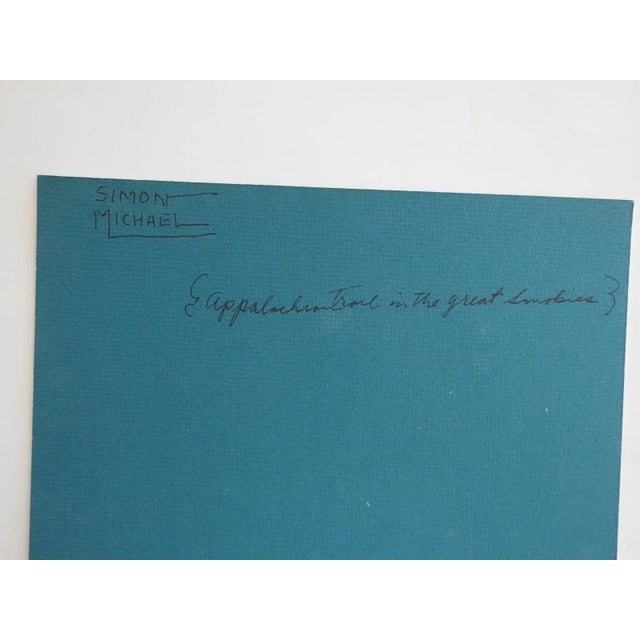 SIMON
MICHAEL
{Appalachian Trail in the great Smokies}